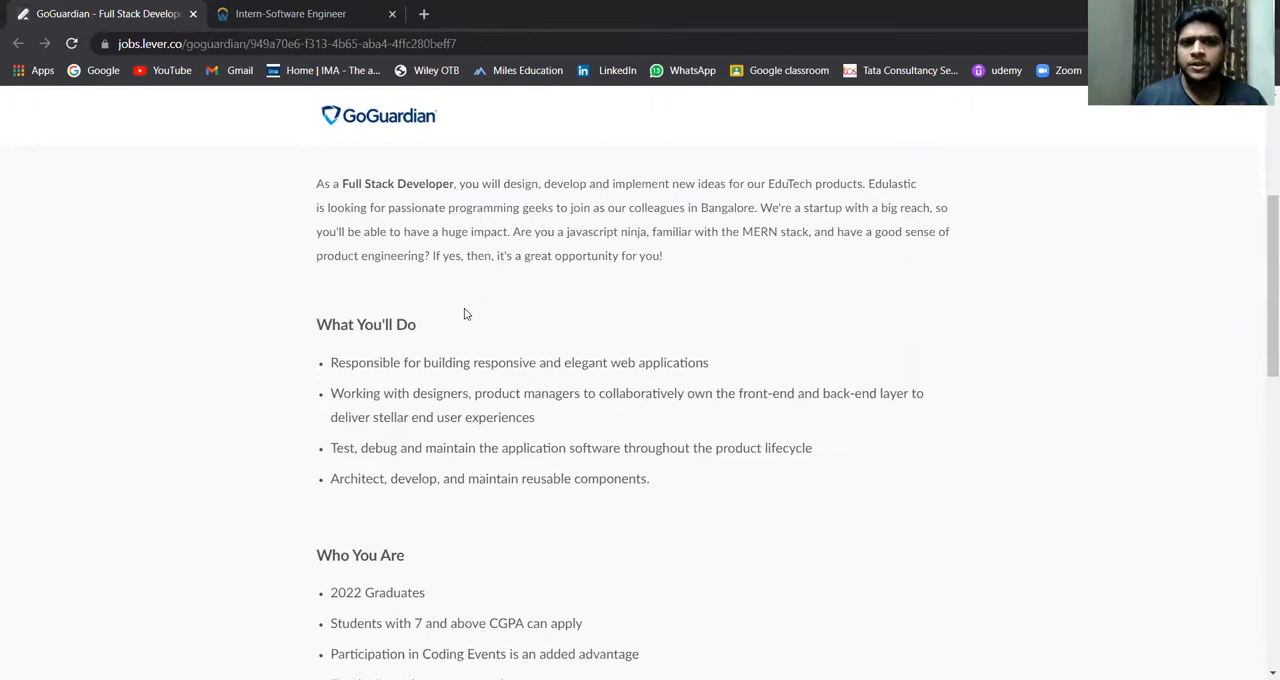 GoGuardian - Full Stack Develop
Intern-Software Engineer
jobs.lever.co/goguardian/949a70e6-f313-4b65-aba4-4ffc280beff7
Apps
Google
YouTube
Gmail
Home | IMA - The a...
Wiley OTB
Miles Education
LinkedIn
WhatsApp
Google classroom
Tata Consultancy Se...
udemy
Zoom
GoGuardian
As a Full Stack Developer, you will design, develop and implement new ideas for our EduTech products. Edulastic
is looking for passionate programming geeks to join as our colleagues in Bangalore. We're a startup with a big reach, so
you'll be able to have a huge impact. Are you a javascript ninja, familiar with the MERN stack, and have a good sense of
product engineering? If yes, then, it's a great opportunity for you!
What You'll Do
• Responsible for building responsive and elegant web applications
• Working with designers, product managers to collaboratively own the front-end and back-end layer to
deliver stellar end user experiences
• Test, debug and maintain the application software throughout the product lifecycle
• Architect, develop, and maintain reusable components.
Who You Are
• 2022 Graduates
• Students with 7 and above CGPA can apply
• Participation in Coding Events is an added advantage